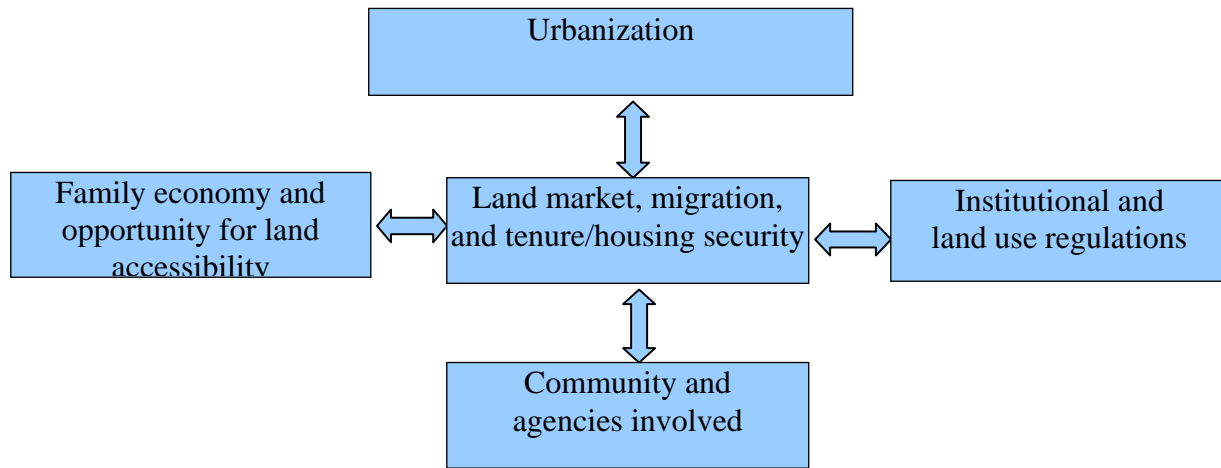 Urbanization
Family economy and
opportunity for land
accessibility
Land market, migration,
and tenure/housing security
Institutional and
land use regulations
Community and
agencies involved